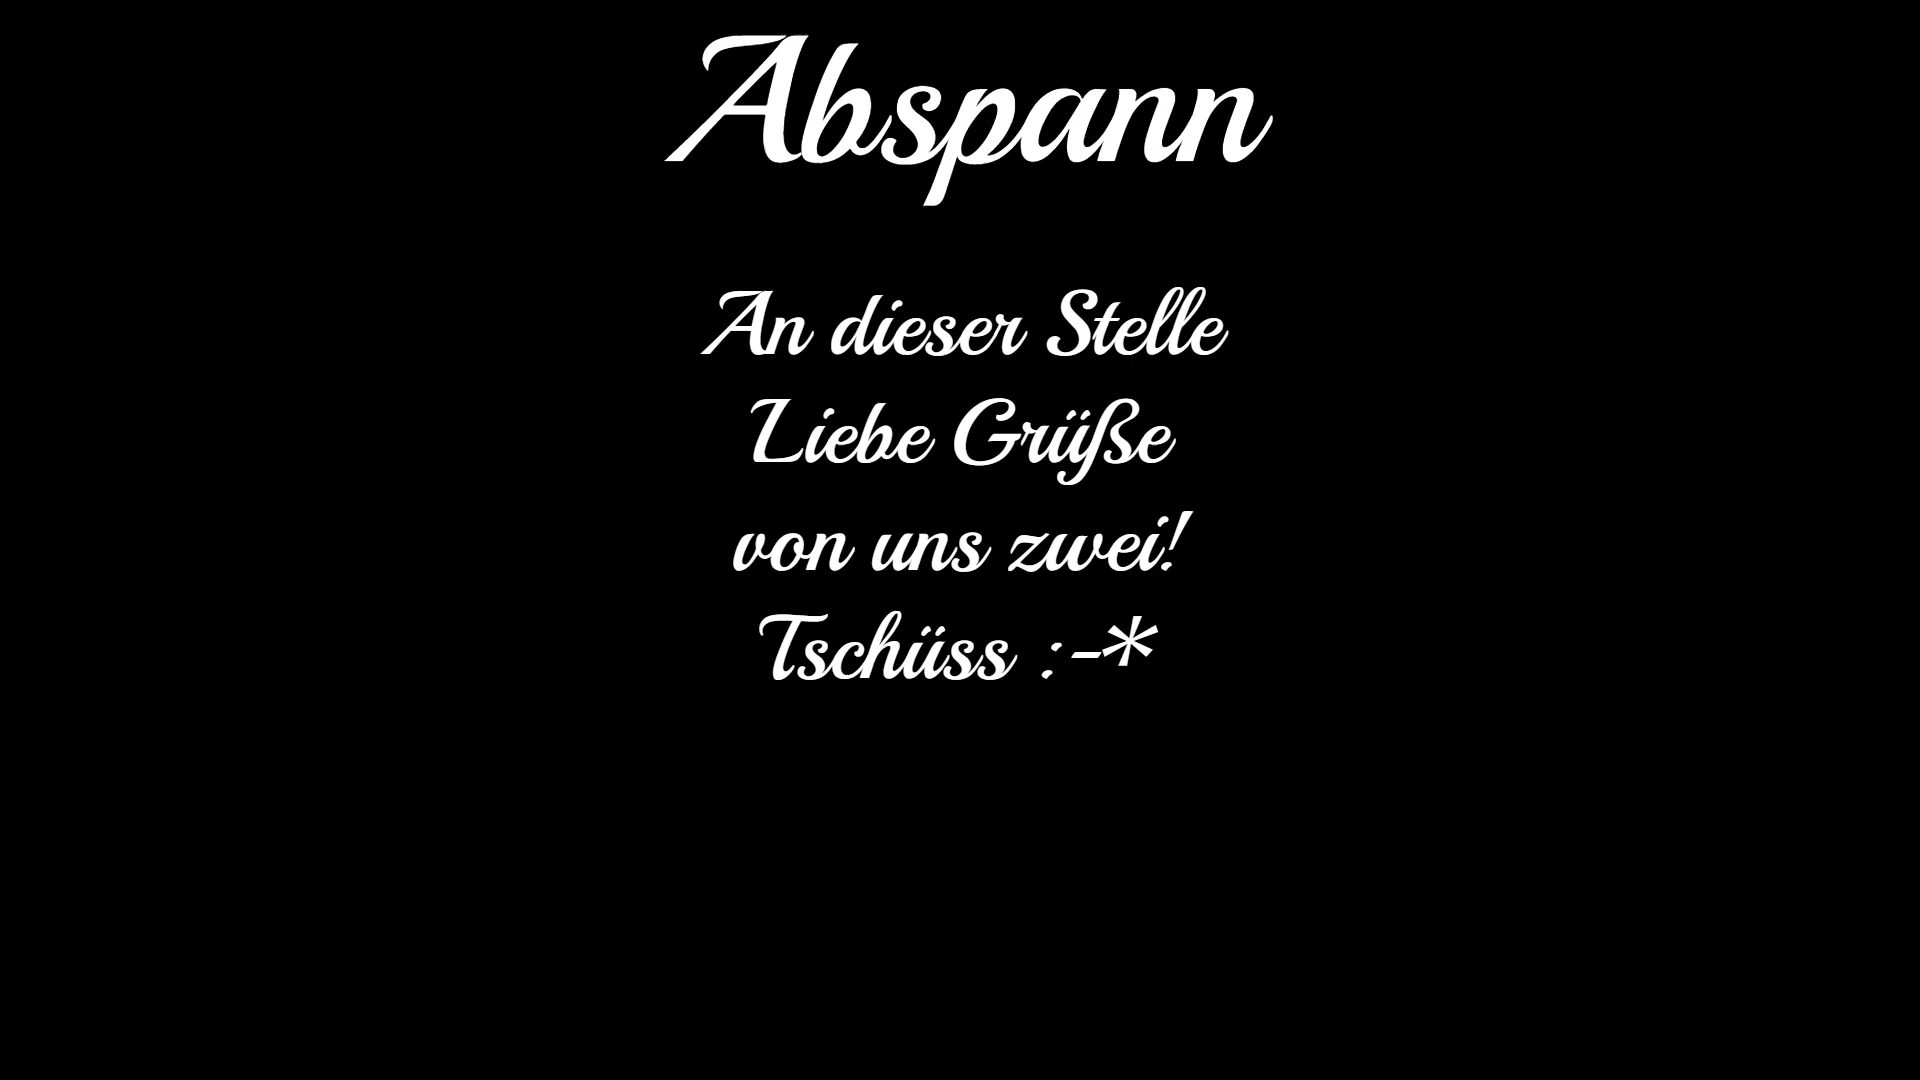 Abspann
An dieser Stelle
Liebe Grüße
von uns zwei!
Tschüss :-*